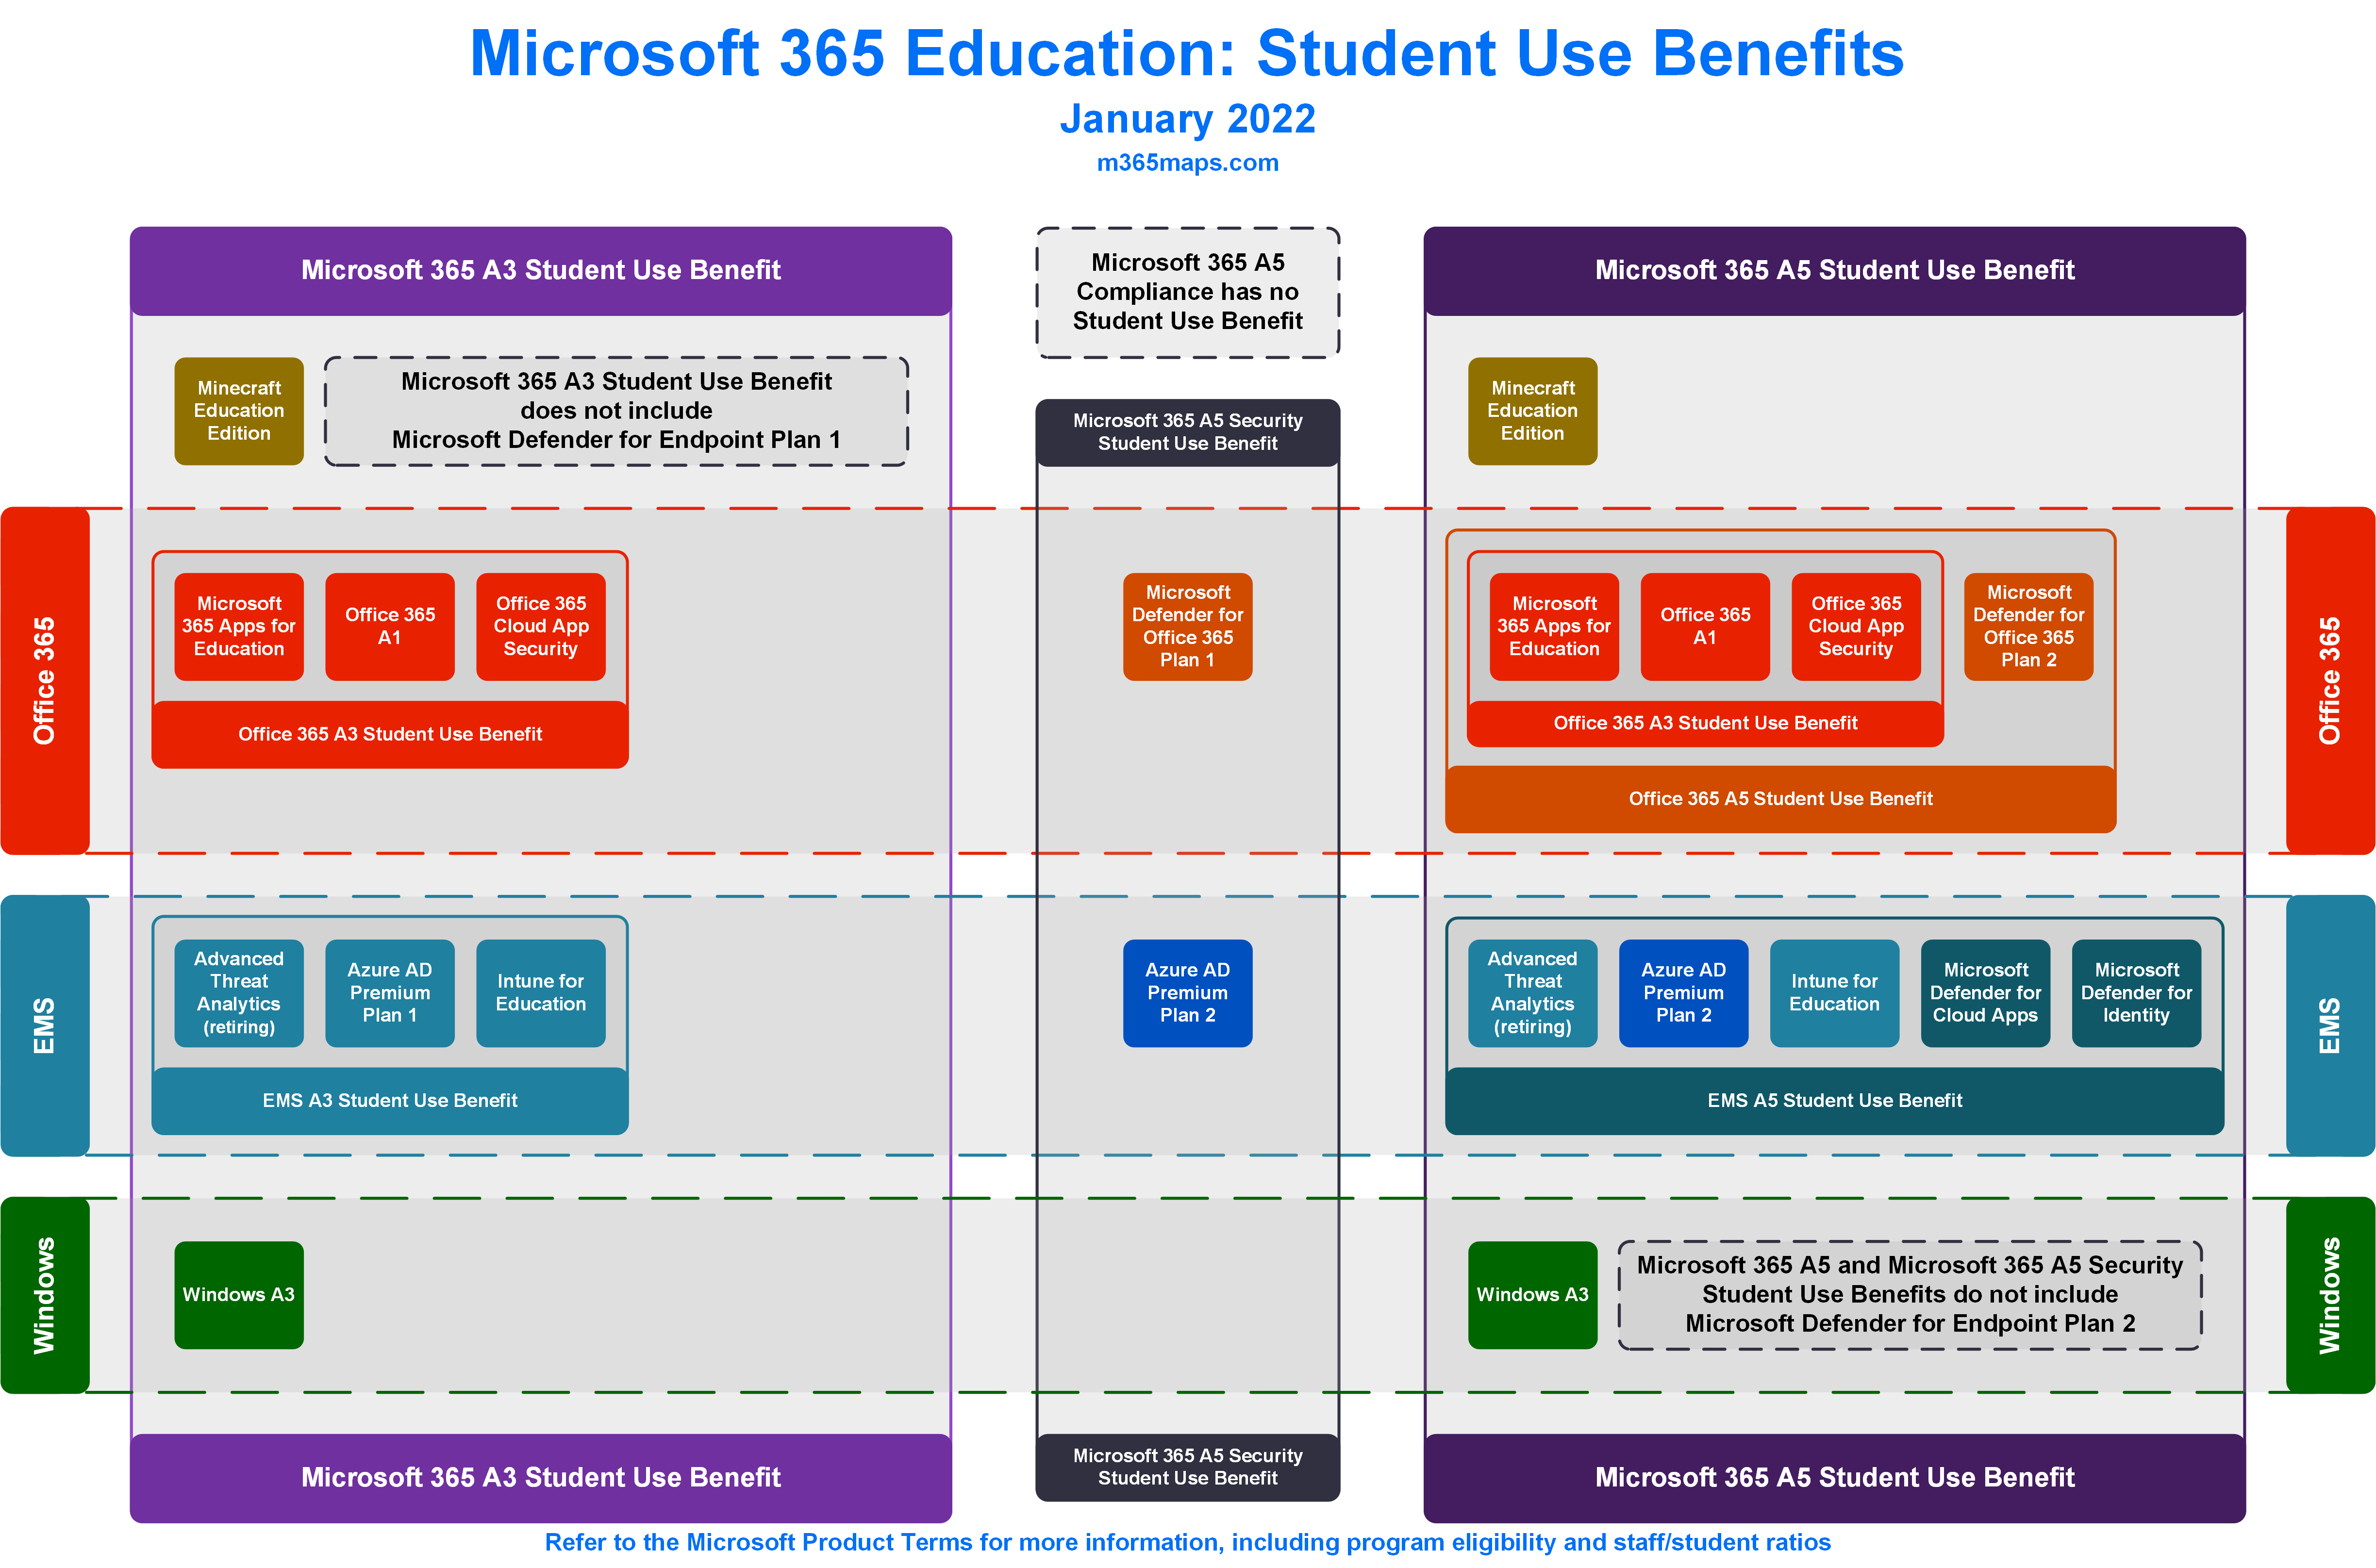 Microsoft 365 Education: Student Use Benefits
January 2022
m365maps.com
Microsoft 365 A3 Student Use Benefit
Microsoft 365 A5
Compliance has no
Student Use Benefit
Microsoft 365 A5 Student Use Benefit
Minecraft
Education
Edition
Microsoft 365 A3 Student Use Benefit
does not include
Microsoft Defender for Endpoint Plan 1
Microsoft 365 A5 Security
Student Use Benefit
Minecraft
Education
Edition
Office 365
Microsoft
365 Apps for
Education
Office 365
A1
Office 365
Cloud App
Security
Office 365 A3 Student Use Benefit
Microsoft
Defender for
Office 365
Plan 1
Microsoft
365 Apps for
Education
Office 365
A1
Office 365
Cloud App
Security
Office 365 A3 Student Use Benefit
Microsoft
Defender for
Office 365
Plan 2
Office 365 A5 Student Use Benefit
Office 365
EMS
Advanced
Threat
Analytics
(retiring)
Azure AD
Premium
Plan 1
Intune for
Education
EMS A3 Student Use Benefit
Azure AD
Premium
Plan 2
Advanced
Threat
Analytics
(retiring)
Azure AD
Premium
Plan 2
Intune for
Education
Microsoft
Defender for
Cloud Apps
Microsoft
Defender for
Identity
EMS A5 Student Use Benefit
EMS
Windows
Windows A3
Windows A3
Microsoft 365 A5 and Microsoft 365 A5 Security
Student Use Benefits do not include
Microsoft Defender for Endpoint Plan 2
Windows
Microsoft 365 A3 Student Use Benefit
Microsoft 365 A5 Security
Student Use Benefit
Microsoft 365 A5 Student Use Benefit
Refer to the Microsoft Product Terms for more information, including program eligibility and staff/student ratios